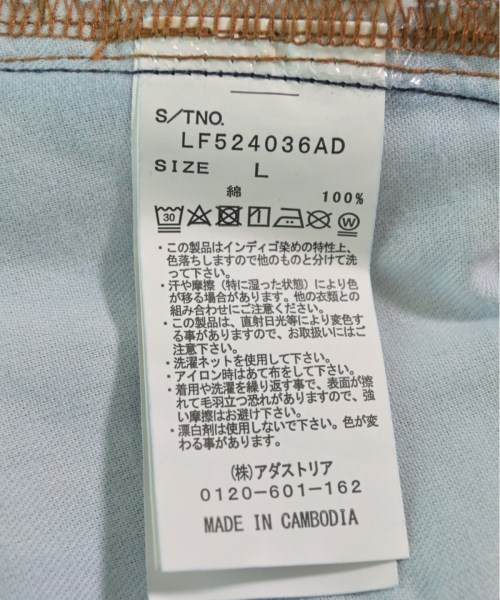 S/TNO.
LF524036AD
SIZE L
綿 100%
30 W
・この製品はインディゴ染めの特性上、
色落ちしますので他のものと分けて洗
って下さい。
・汗や摩擦（特に湿った状態）により色
が移る場合があります。他の衣類との
組み合わせにご注意ください。
・この製品は、直射日光等により変色す
る事がありますので、お取扱いにはご
注意下さい。
・洗濯ネットを使用して下さい。
・アイロン時はあて布をして下さい。
・着用や洗濯を繰り返す事で、表面が擦
れて毛羽立つ恐れがありますので、強
い摩擦はお避け下さい。
・漂白剤は使用しないで下さい。色が変
わる事があります。
（株）アダストリア
0120-601-162
MADE IN CAMBODIA